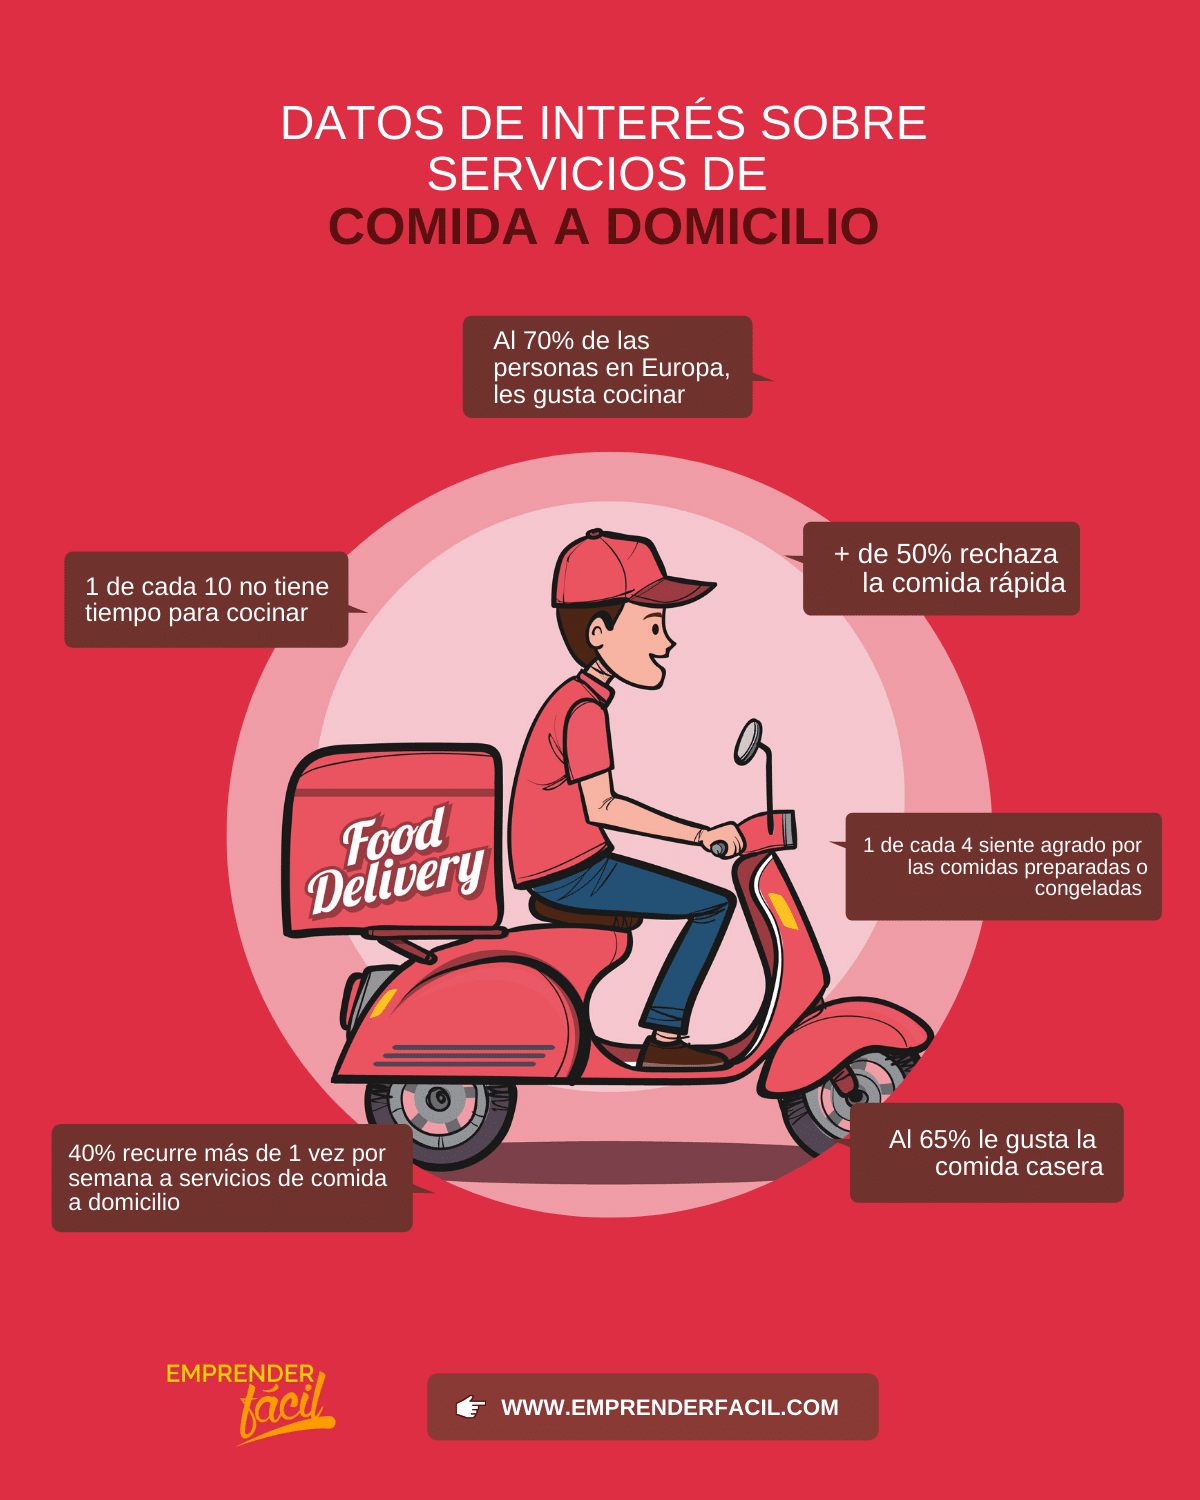 DATOS DE INTERÉS SOBRE
SERVICIOS DE
COMIDA A DOMICILIO
Al 70% de las
personas en Europa,
les gusta cocinar
+ de 50% rechaza
la comida rápida
1 de cada 10 no tiene
tiempo para cocinar
Food
Delivery
1 de cada 4 siente agrado por
las comidas preparadas o
congeladas
Al 65% le gusta la
comida casera
40% recurre más de 1 vez por
semana a servicios de comida
a domicilio
EMPRENDER
fácil
WWW.EMPRENDERFACIL.COM